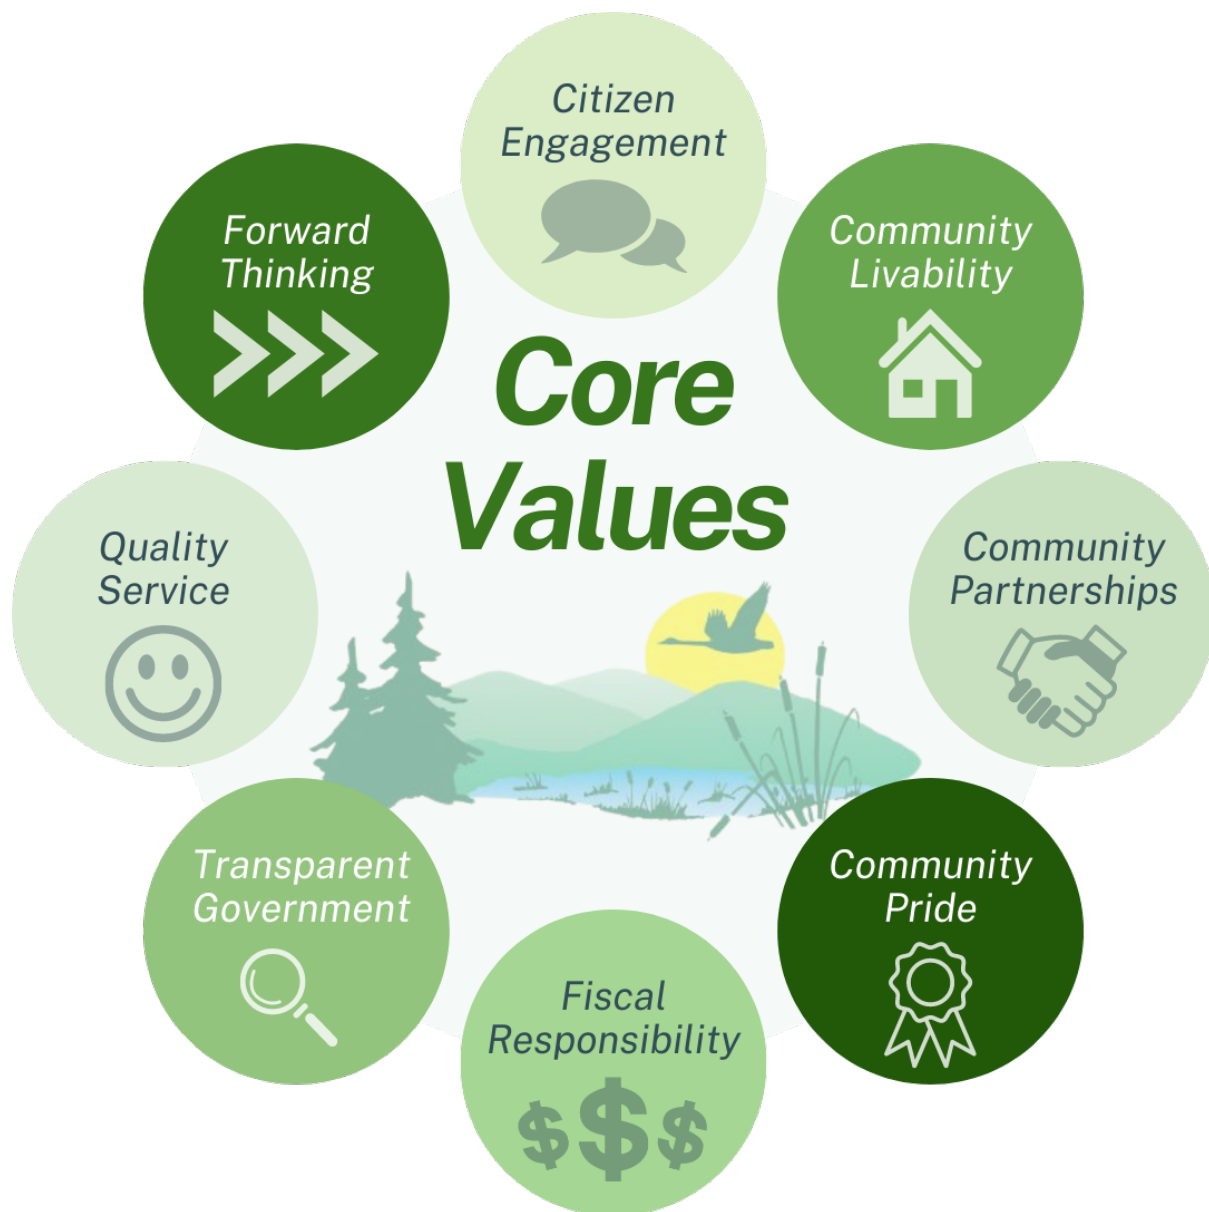 Citizen
Engagement
Forward
Thinking
Community
Livability
Core
Values
Quality
Service
Community
Partnerships
Transparent
Government
Community
Pride
Fiscal
Responsibility
$ $ $